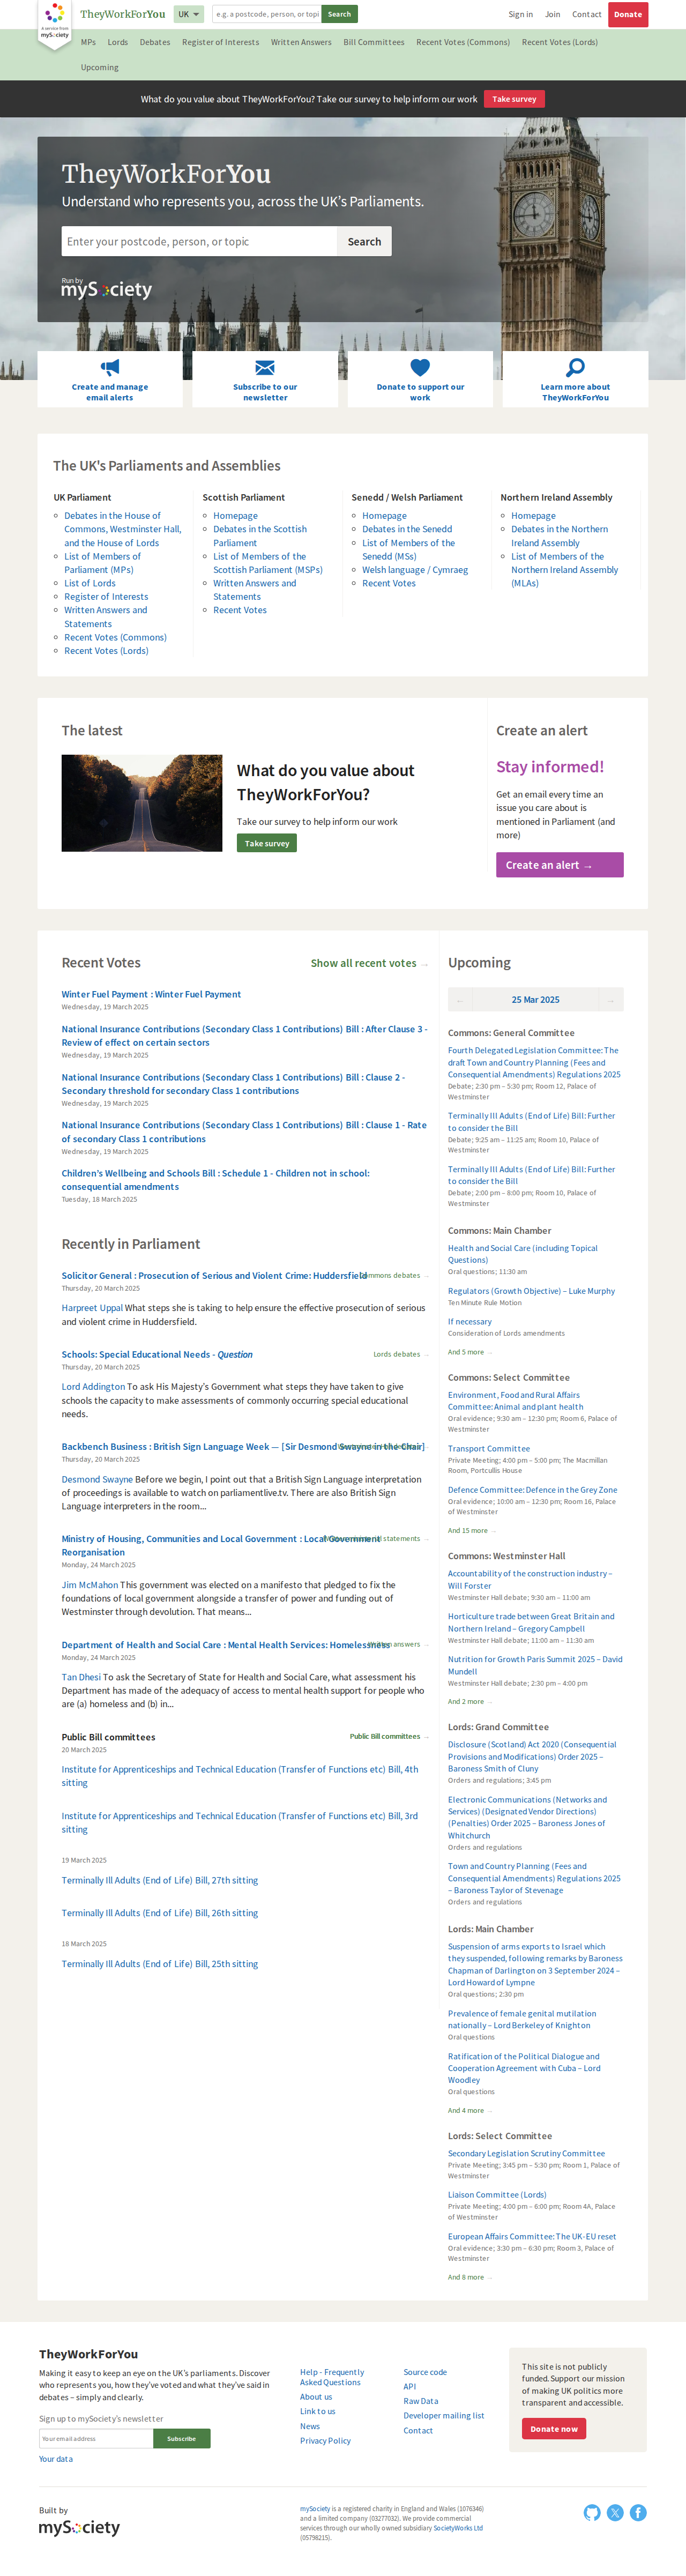 A service from
mySociety
TheyWorkForYou
UK
e.g. a postcode, person, or topi
Search
Sign in
Join
Contact
Donate
MPs
Lords
Debates
Register of Interests
Written Answers
Bill Committees
Recent Votes (Commons)
Recent Votes (Lords)
Upcoming
What do you value about TheyWorkForYou? Take our survey to help inform our work
Take survey
TheyWorkForYou
Understand who represents you, across the UK’s Parliaments.
Enter your postcode, person, or topic
Search
Run by
mySociety
Create and manage
email alerts
Subscribe to our
newsletter
Donate to support our
work
Learn more about
TheyWorkForYou
The UK's Parliaments and Assemblies
UK Parliament
Debates in the House of
Commons, Westminster Hall,
and the House of Lords
List of Members of
Parliament (MPs)
List of Lords
Register of Interests
Written Answers and
Statements
Recent Votes (Commons)
Recent Votes (Lords)
Scottish Parliament
Homepage
Debates in the Scottish
Parliament
List of Members of the
Scottish Parliament (MSPs)
Written Answers and
Statements
Recent Votes
Senedd / Welsh Parliament
Homepage
Debates in the Senedd
List of Members of the
Senedd (MSs)
Welsh language / Cymraeg
Recent Votes
Northern Ireland Assembly
Homepage
Debates in the Northern
Ireland Assembly
List of Members of the
Northern Ireland Assembly
(MLAs)
The latest
What do you value about
TheyWorkForYou?
Take our survey to help inform our work
Take survey
Create an alert
Stay informed!
Get an email every time an
issue you care about is
mentioned in Parliament (and
more)
Create an alert →
Recent Votes
Show all recent votes →
Winter Fuel Payment : Winter Fuel Payment
Wednesday, 19 March 2025
National Insurance Contributions (Secondary Class 1 Contributions) Bill : After Clause 3 -
Review of effect on certain sectors
Wednesday, 19 March 2025
National Insurance Contributions (Secondary Class 1 Contributions) Bill : Clause 2 -
Secondary threshold for secondary Class 1 contributions
Wednesday, 19 March 2025
National Insurance Contributions (Secondary Class 1 Contributions) Bill : Clause 1 - Rate
of secondary Class 1 contributions
Wednesday, 19 March 2025
Children’s Wellbeing and Schools Bill : Schedule 1 - Children not in school:
consequential amendments
Tuesday, 18 March 2025
Recently in Parliament
Solicitor General : Prosecution of Serious and Violent Crime: Huddersfield
Commons debates →
Thursday, 20 March 2025
Harpreet Uppal What steps she is taking to help ensure the effective prosecution of serious
and violent crime in Huddersfield.
Schools: Special Educational Needs - Question
Lords debates →
Thursday, 20 March 2025
Lord Addington To ask His Majesty’s Government what steps they have taken to give
schools the capacity to make assessments of commonly occurring special educational
needs.
Backbench Business : British Sign Language Week — [Sir Desmond Swayne in the Chair]
Thursday, 20 March 2025
Desmond Swayne Before we begin, I point out that a British Sign Language interpretation
of proceedings is available to watch on parliamentlive.tv. There are also British Sign
Language interpreters in the room...
Ministry of Housing, Communities and Local Government : Local Government
statements →
Reorganisation
Monday, 24 March 2025
Jim McMahon This government was elected on a manifesto that pledged to fix the
foundations of local government alongside a transfer of power and funding out of
Westminster through devolution. That means...
Department of Health and Social Care : Mental Health Services: Homelessness
answers →
Monday, 24 March 2025
Tan Dhesi To ask the Secretary of State for Health and Social Care, what assessment his
Department has made of the adequacy of access to mental health support for people who
are (a) homeless and (b) in...
Public Bill committees
Public Bill committees →
20 March 2025
Institute for Apprenticeships and Technical Education (Transfer of Functions etc) Bill, 4th
sitting
Institute for Apprenticeships and Technical Education (Transfer of Functions etc) Bill, 3rd
sitting
19 March 2025
Terminally Ill Adults (End of Life) Bill, 27th sitting
Terminally Ill Adults (End of Life) Bill, 26th sitting
18 March 2025
Terminally Ill Adults (End of Life) Bill, 25th sitting
Upcoming
←
25 Mar 2025
→
Commons: General Committee
Fourth Delegated Legislation Committee: The
draft Town and Country Planning (Fees and
Consequential Amendments) Regulations 2025
Debate; 2:30 pm – 5:30 pm; Room 12, Palace of
Westminster
Terminally Ill Adults (End of Life) Bill: Further
to consider the Bill
Debate; 9:25 am – 11:25 am; Room 10, Palace of
Westminster
Terminally Ill Adults (End of Life) Bill: Further
to consider the Bill
Debate; 2:00 pm – 8:00 pm; Room 10, Palace of
Westminster
Commons: Main Chamber
Health and Social Care (including Topical
Questions)
Oral questions; 11:30 am
Regulators (Growth Objective) – Luke Murphy
Ten Minute Rule Motion
If necessary
Consideration of Lords amendments
And 5 more →
Commons: Select Committee
Environment, Food and Rural Affairs
Committee: Animal and plant health
Oral evidence; 9:30 am – 12:30 pm; Room 6, Palace of
Westminster
Transport Committee
Private Meeting; 4:00 pm – 5:00 pm; The Macmillan
Room, Portcullis House
Defence Committee: Defence in the Grey Zone
Oral evidence; 10:00 am – 12:30 pm; Room 16, Palace
of Westminster
And 15 more →
Commons: Westminster Hall
Accountability of the construction industry –
Will Forster
Westminster Hall debate; 9:30 am – 11:00 am
Horticulture trade between Great Britain and
Northern Ireland – Gregory Campbell
Westminster Hall debate; 11:00 am – 11:30 am
Nutrition for Growth Paris Summit 2025 – David
Mundell
Westminster Hall debate; 2:30 pm – 4:00 pm
And 2 more →
Lords: Grand Committee
Disclosure (Scotland) Act 2020 (Consequential
Provisions and Modifications) Order 2025 –
Baroness Smith of Cluny
Orders and regulations; 3:45 pm
Electronic Communications (Networks and
Services) (Designated Vendor Directions)
(Penalties) Order 2025 – Baroness Jones of
Whitchurch
Orders and regulations
Town and Country Planning (Fees and
Consequential Amendments) Regulations 2025
– Baroness Taylor of Stevenage
Orders and regulations
Lords: Main Chamber
Suspension of arms exports to Israel which
they suspended, following remarks by Baroness
Chapman of Darlington on 3 September 2024 –
Lord Howard of Lympne
Oral questions; 2:30 pm
Prevalence of female genital mutilation
nationally – Lord Berkeley of Knighton
Oral questions
Ratification of the Political Dialogue and
Cooperation Agreement with Cuba – Lord
Woodley
Oral questions
And 4 more →
Lords: Select Committee
Secondary Legislation Scrutiny Committee
Private Meeting; 3:45 pm – 5:30 pm; Room 1, Palace of
Westminster
Liaison Committee (Lords)
Private Meeting; 4:00 pm – 6:00 pm; Room 4A, Palace
of Westminster
European Affairs Committee: The UK-EU reset
Oral evidence; 3:30 pm – 6:30 pm; Room 3, Palace of
Westminster
And 8 more →
TheyWorkForYou
Making it easy to keep an eye on the UK’s parliaments. Discover
who represents you, how they’ve voted and what they’ve said in
debates – simply and clearly.
Sign up to mySociety’s newsletter
Your email address
Subscribe
Your data
Help - Frequently
Asked Questions
About us
Link to us
News
Privacy Policy
Source code
API
Raw Data
Developer mailing list
Contact
This site is not publicly
funded. Support our mission
of making UK politics more
transparent and accessible.
Donate now
Built by
mySociety
mySociety is a registered charity in England and Wales (1076346)
and a limited company (03277032). We provide commercial
services through our wholly owned subsidiary SocietyWorks Ltd
(05798215).